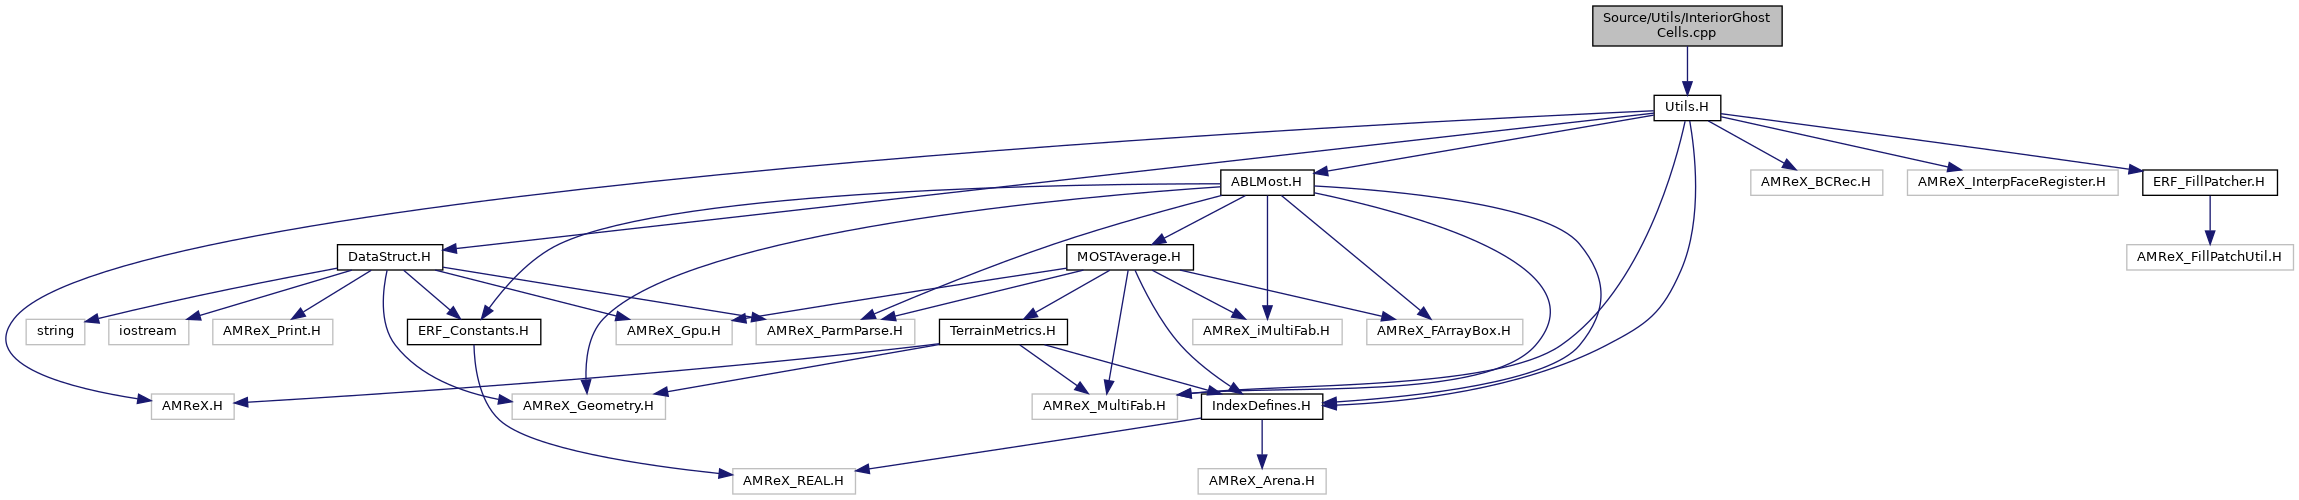 Source/Utils/InteriorGhost
Cells.cpp
Utils.H
ABLMost.H
AMReX_BCRec.H
AMReX_InterpFaceRegister.H
ERF_FillPatcher.H
DataStruct.H
MOSTAverage.H
AMReX_FillPatchUtil.H
string
iostream
AMReX_Print.H
ERF_Constants.H
AMReX_Gpu.H
AMReX_ParmParse.H
TerrainMetrics.H
AMReX_iMultiFab.H
AMReX_FArrayBox.H
AMReX.H
AMReX_Geometry.H
AMReX_MultiFab.H
IndexDefines.H
AMReX_REAL.H
AMReX_Arena.H